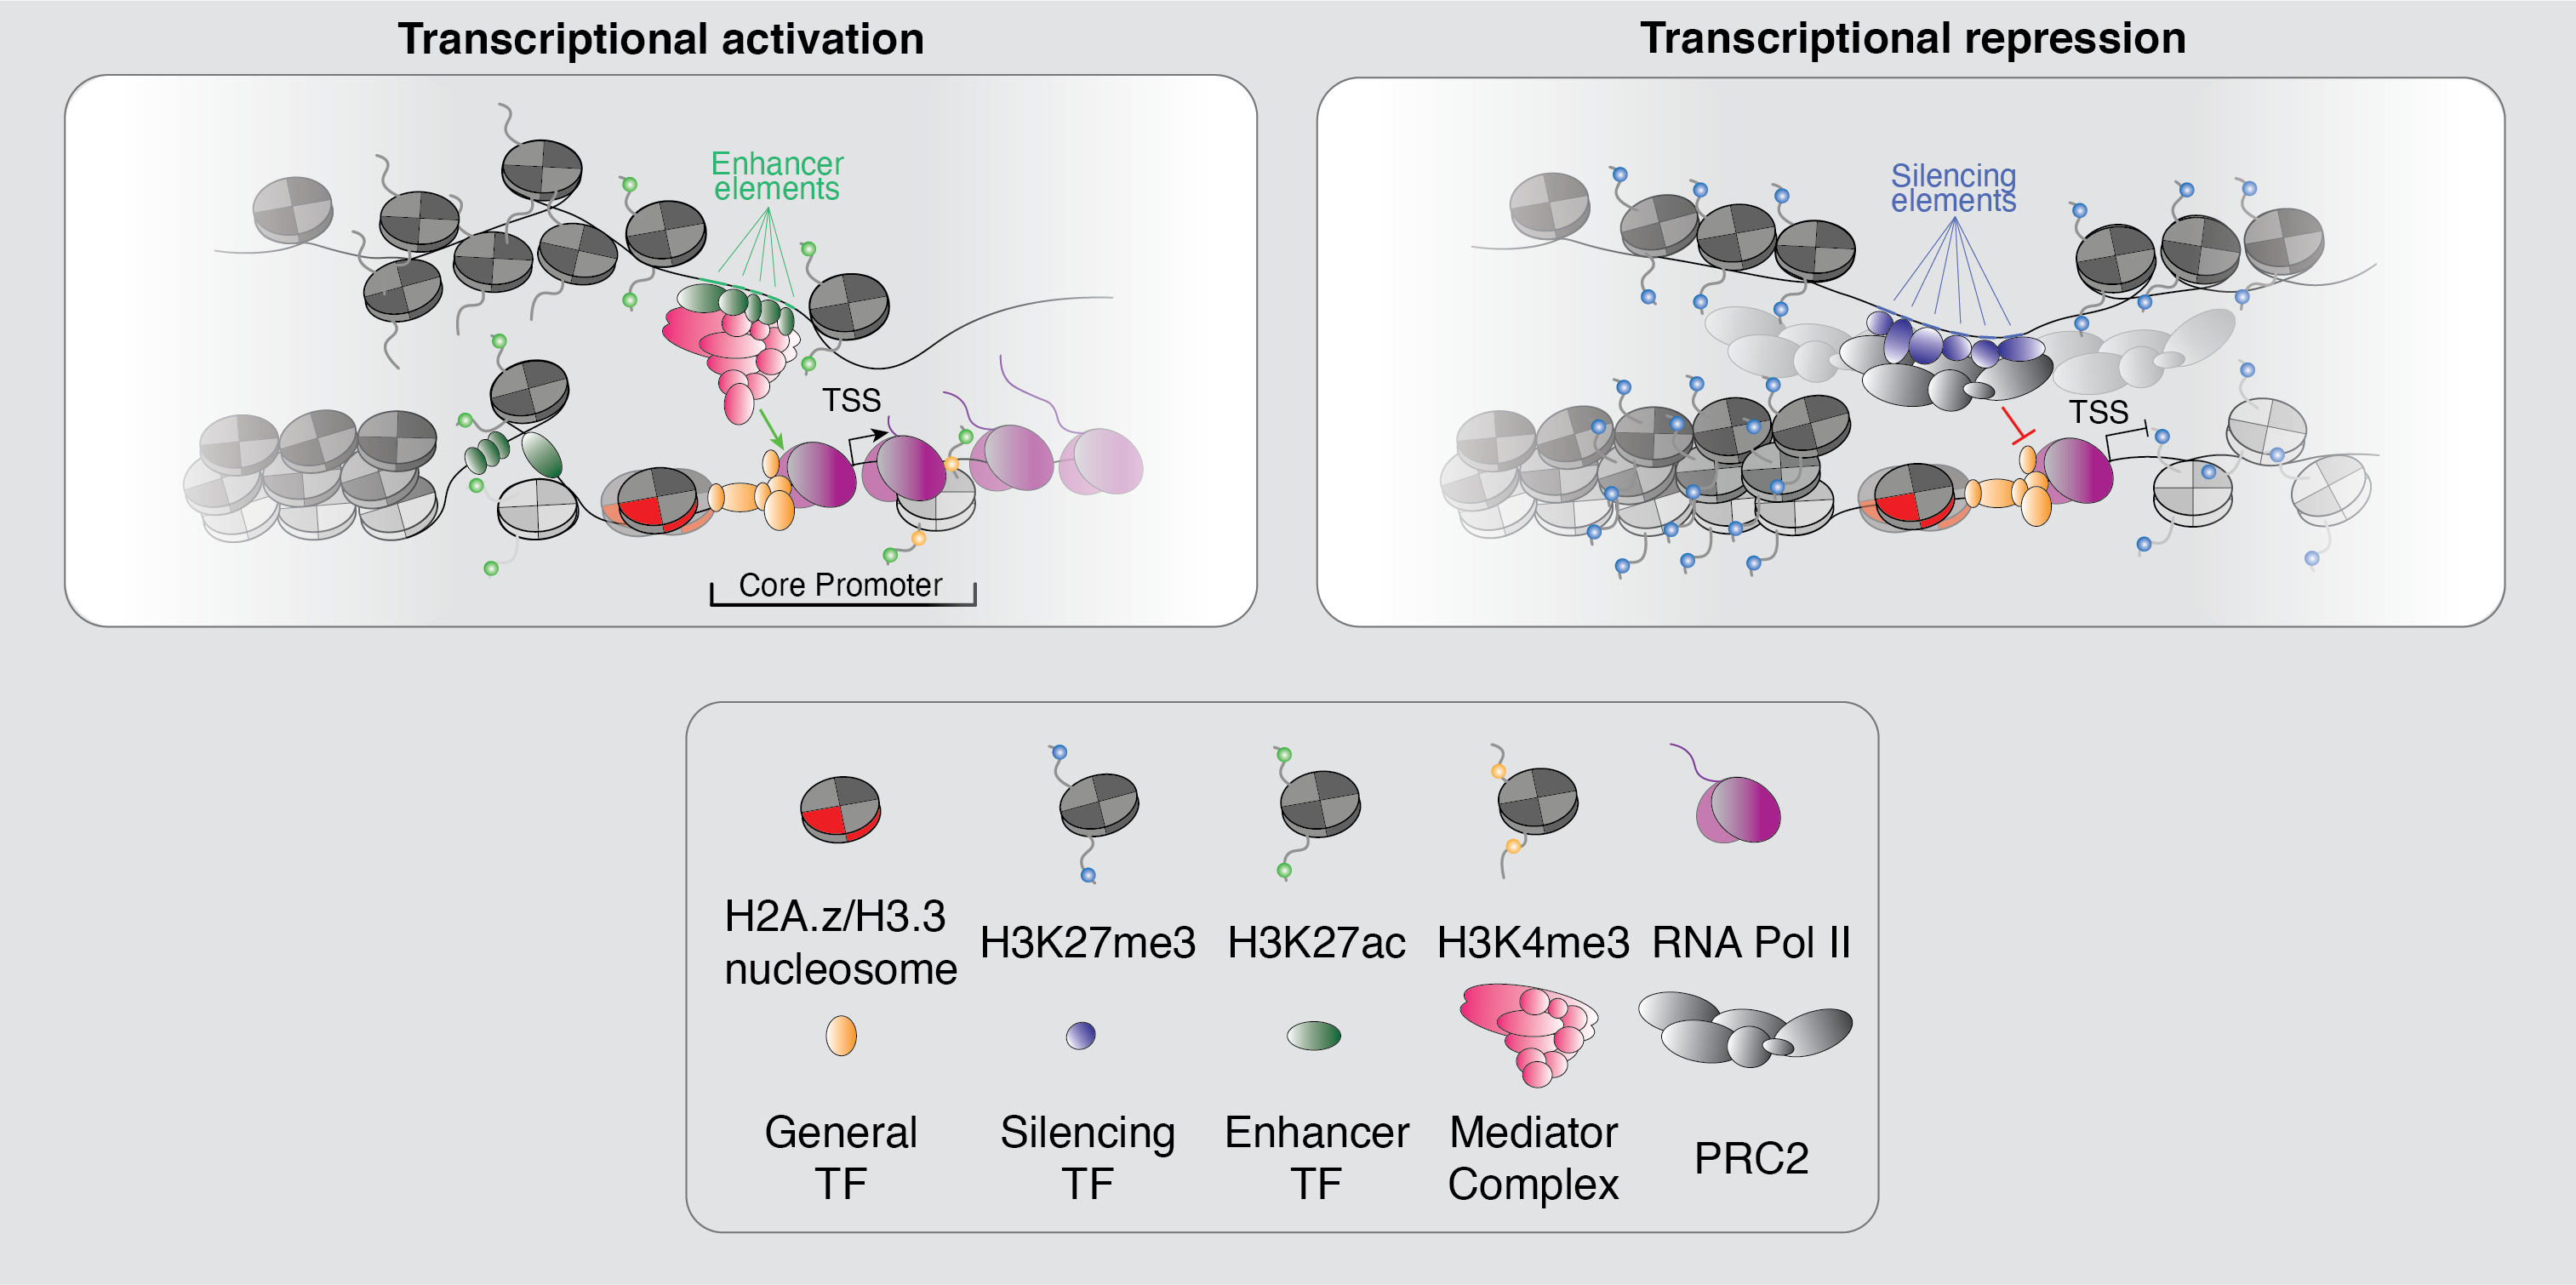 Transcriptional activation
Enhancer
elements
TSS
Core Promoter
Transcriptional repression
Silencing
elements
TSS
H2A.z/H3.3
nucleosome
H3K27me3
H3K27ac
H3K4me3
RNA Pol II
General
TF
Silencing
TF
Enhancer
TF
Mediator
Complex
PRC2